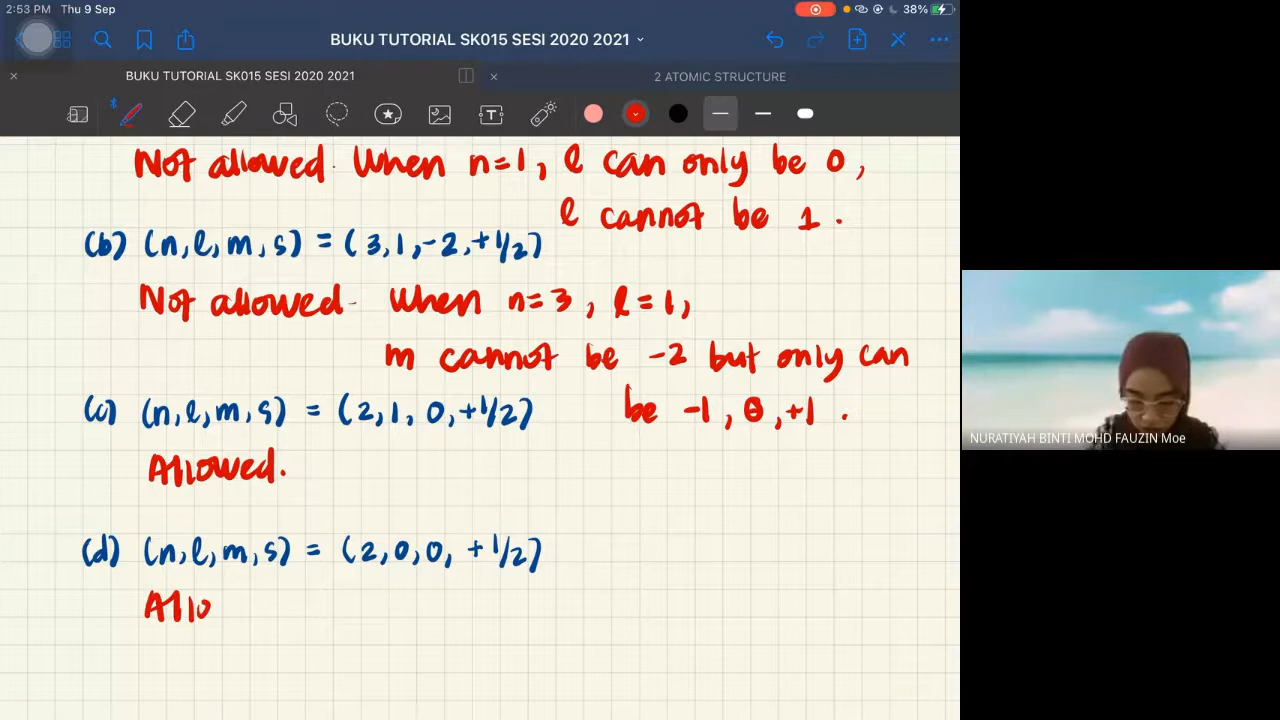 2:53 PM Thu 9 Sep
38%
BUKU TUTORIAL SK015 SESI 2020 2021
BUKU TUTORIAL SK015 SESI 2020 2021
2 ATOMIC STRUCTURE
Not allowed. When n=1, l can only be 0,
l cannot be 1.
(b) (n,l,m,s) = (3,1,-2,+1/2)
Not allowed. When n=3, l=1,
m cannot be -2 but only can
be -1, 0, +1.
(c) (n,l,m,s) = (2,1,0,+1/2)
Allowed.
(d) (n,l,m,s) = (2,0,0,+1/2)
Allo
NURATIYAH BINTI MOHD FAUZIN Moe